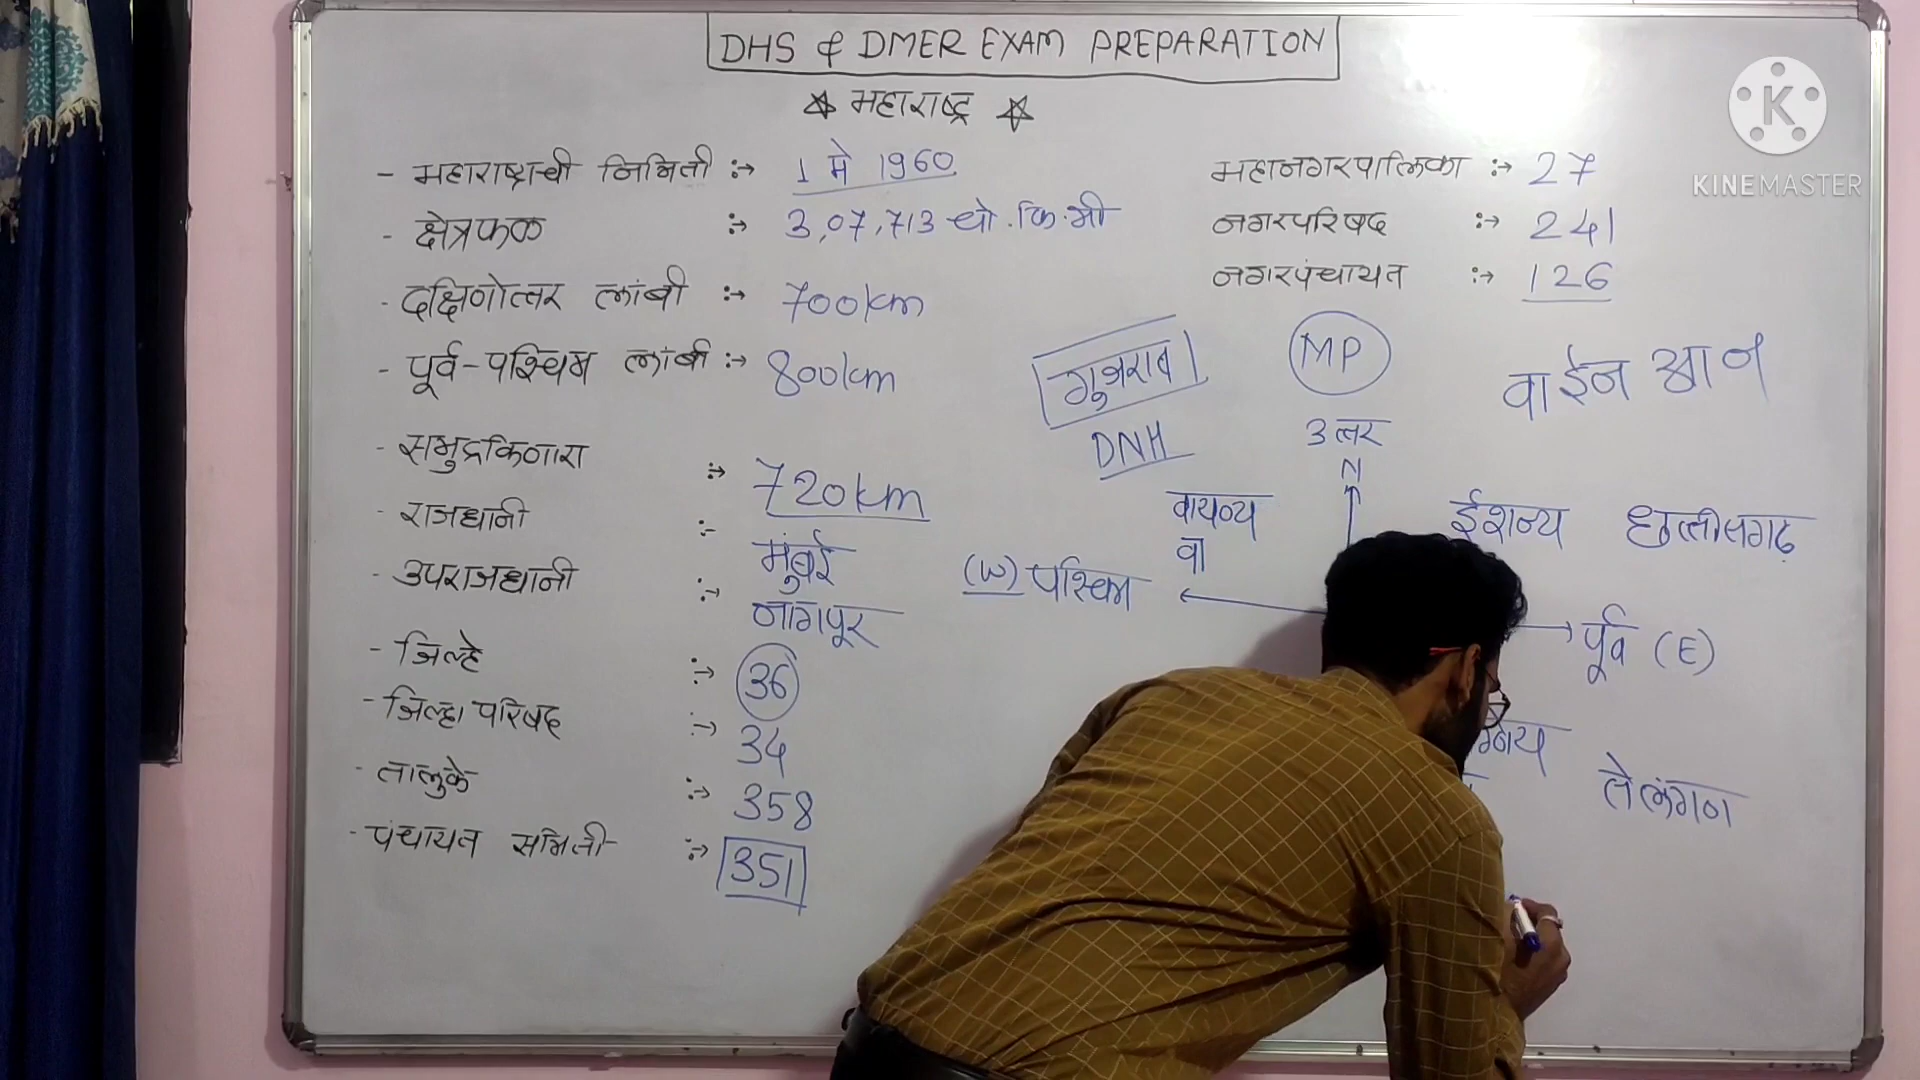 DHS & DMER EXAM PREPARATION
☆ महाराष्ट्र ☆
- महाराष्ट्राची निर्मिती :→ 1 मे 1960
- क्षेत्रफळ :→ 3,07,713 चौ.कि.मी
- दक्षिणोत्तर लांबी :→ 700km
- पूर्व-पश्चिम लांबी :→ 800km
- समुद्रकिनारा :→ 720km
- राजधानी :- मुंबई
- उपराजधानी :- नागपूर
- जिल्हे :→ 36
- जिल्हा परिषद :→ 34
- तालुके :→ 358
- पंचायत समिती :→ 351
महानगरपालिका :→ 27
नगरपरिषद :→ 241
नगरपंचायत :→ 126
गुजरात
MP
वाईन
DNH
उत्तर
N
वायव्य
वा
ईशान्य
छत्तीसगढ
(W) पश्चिम
पूर्व (E)
तेलंगण
K
KINEMASTER